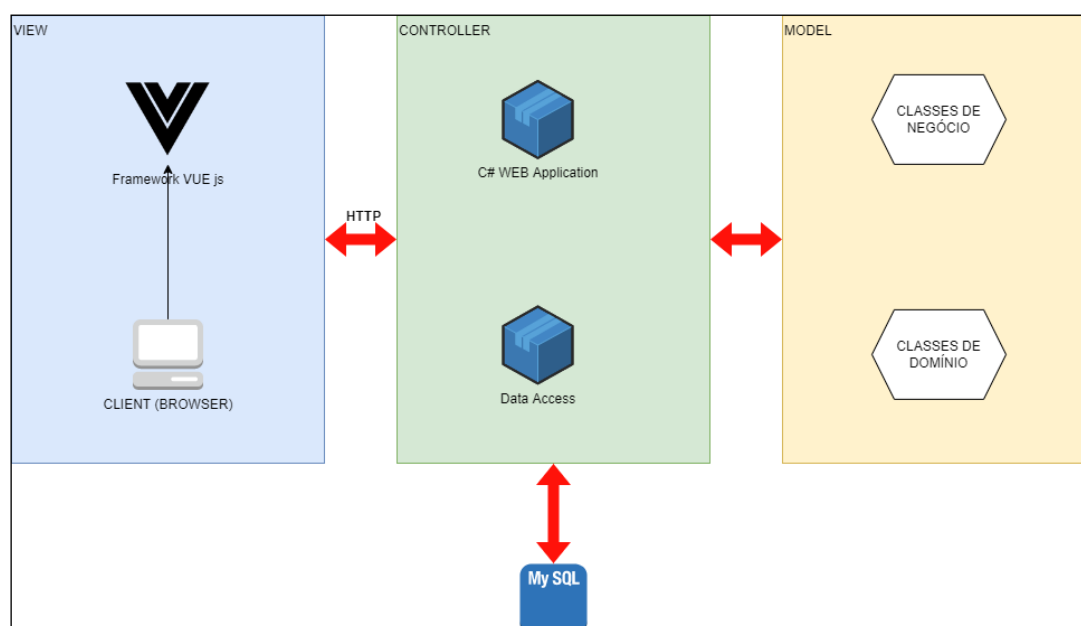 VIEW
CONTROLLER
MODEL
Framework VUE js
C# WEB Application
CLASSES DE
NEGÓCIO
HTTP
CLIENT (BROWSER)
Data Access
CLASSES DE
DOMÍNIO
My SQL